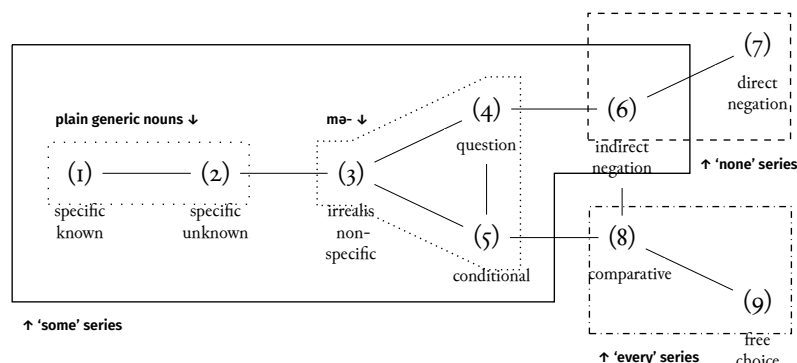 (7)
direct
negation
plain generic nouns ↓
mə- ↓
(4)
question
(6)
indirect
negation
↑ 'none' series
(1)
specific
known
(2)
specific
unknown
(3)
irrealis
non-
specific
(5)
conditional
(8)
comparative
(9)
free
choice
↑ 'some' series
↑ 'every' series